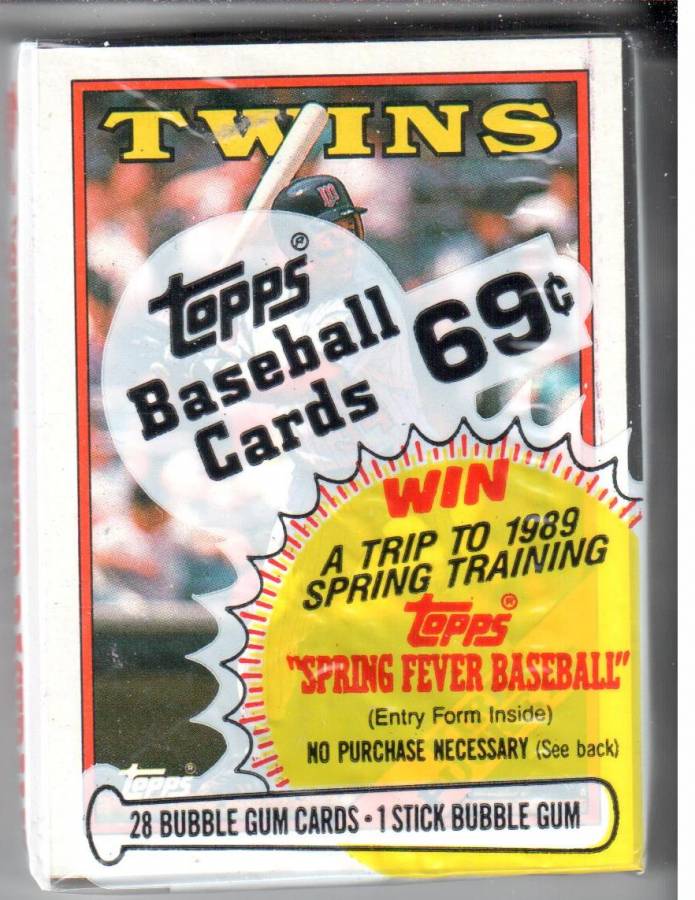 TWINS
Topps®
Baseball
Cards
69¢
WIN
A TRIP TO 1989
SPRING TRAINING
Topps®
"SPRING FEVER BASEBALL"
(Entry Form Inside)
NO PURCHASE NECESSARY (See back)
Topps®
28 BUBBLE GUM CARDS • 1 STICK BUBBLE GUM